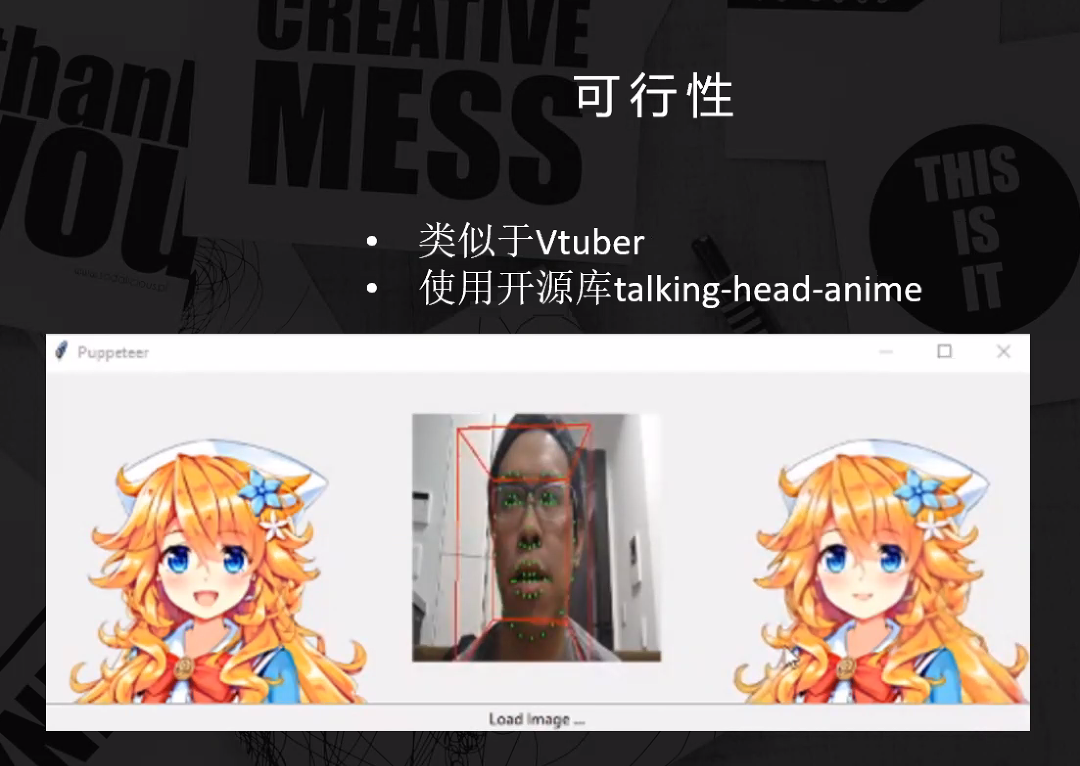 thank
you
CREATIVE
MESS
THIS
IS
IT
可行性
• 类似于Vtuber
• 使用开源库talking-head-anime
Puppeteer
Load Image ...